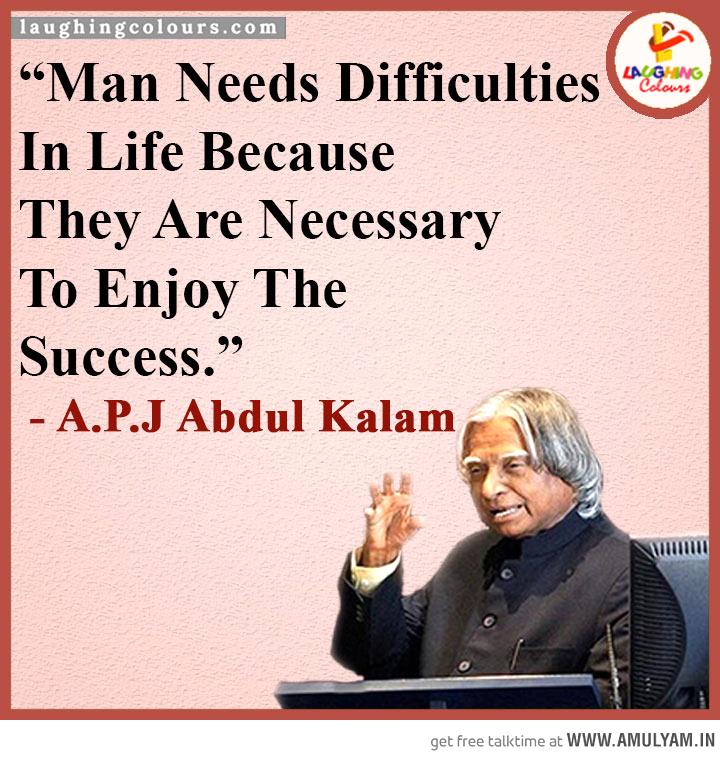 laughingcolours.com
LAUGHING
Colours
“Man Needs Difficulties
In Life Because
They Are Necessary
To Enjoy The
Success.”
- A.P.J Abdul Kalam
get free talktime at WWW.AMULYAM.IN